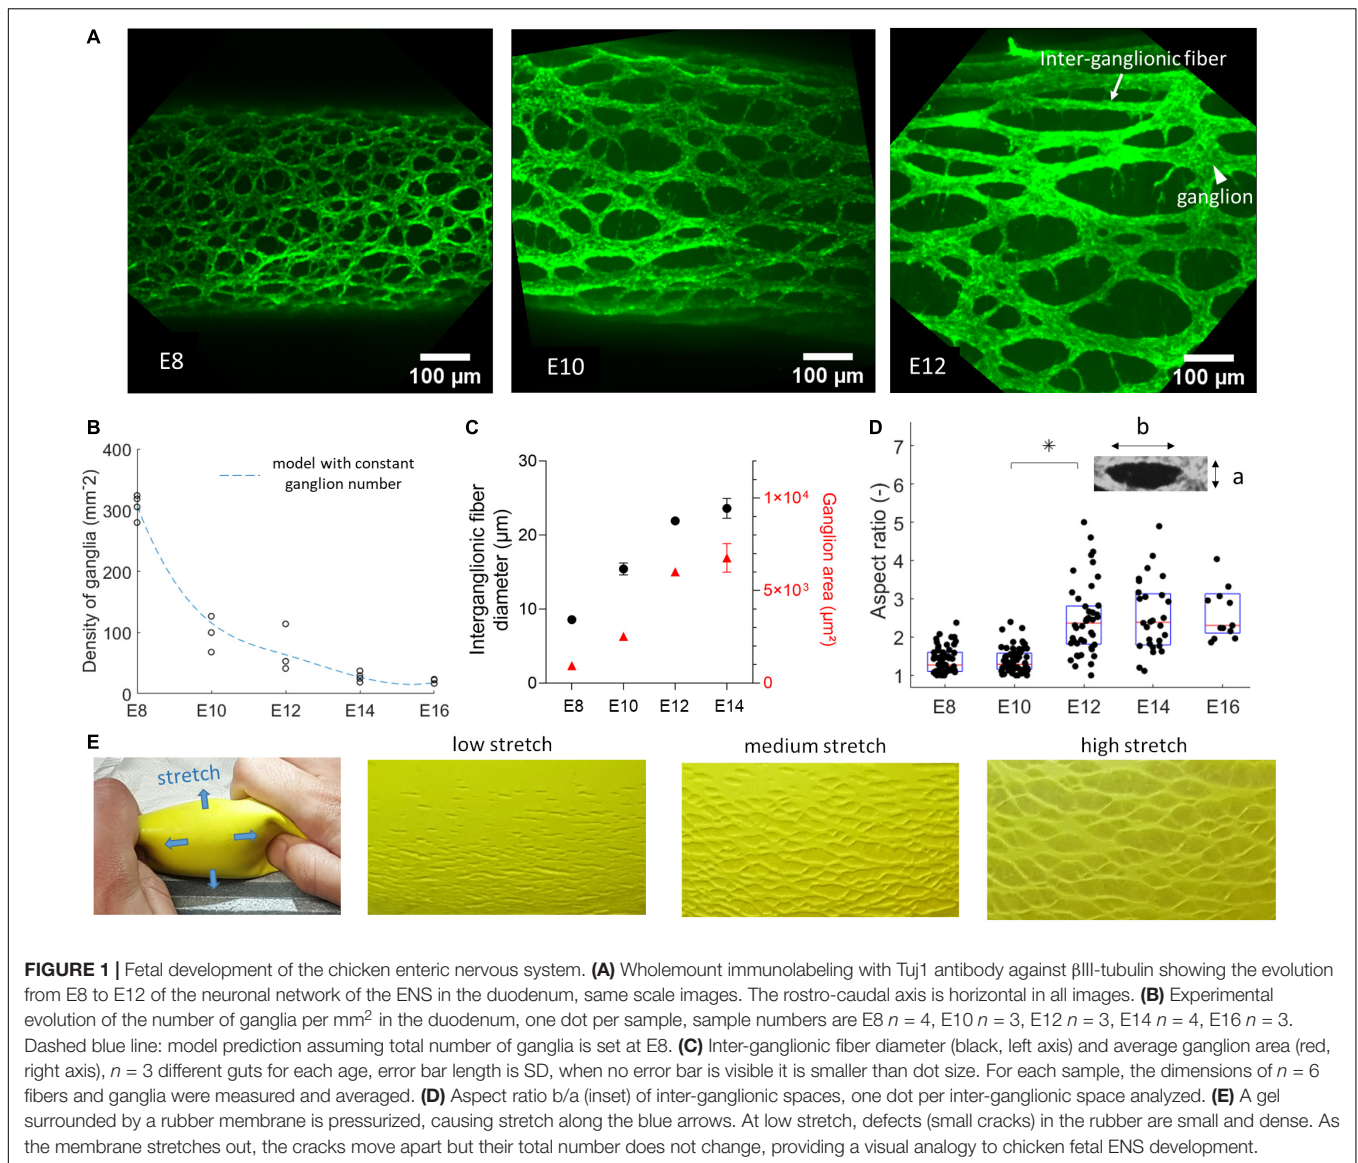 A
Inter-ganglionic fiber
ganglion
E8
100 µm
E10
100 µm
E12
100 µm
B
400
300
200
100
0
Density of ganglia (mm-2)
model with constant
ganglion number
E8
E10
E12
E14
E16
C
30
20
10
0
Interganglionic fiber
diameter (µm)
1×10⁴
5×10³
0
Ganglion area (µm²)
E8
E10
E12
E14
D
7
6
5
4
3
2
1
Aspect ratio (-)
*
b
a
E8
E10
E12
E14
E16
E
stretch
low stretch
medium stretch
high stretch
FIGURE 1 | Fetal development of the chicken enteric nervous system. (A) Wholemount immunolabeling with Tuj1 antibody against βIII-tubulin showing the evolution
from E8 to E12 of the neuronal network of the ENS in the duodenum, same scale images. The rostro-caudal axis is horizontal in all images. (B) Experimental
evolution of the number of ganglia per mm² in the duodenum, one dot per sample, sample numbers are E8 n = 4, E10 n = 3, E12 n = 3, E14 n = 4, E16 n = 3.
Dashed blue line: model prediction assuming total number of ganglia is set at E8. (C) Inter-ganglionic fiber diameter (black, left axis) and average ganglion area (red,
right axis), n = 3 different guts for each age, error bar length is SD, when no error bar is visible it is smaller than dot size. For each sample, the dimensions of n = 6
fibers and ganglia were measured and averaged. (D) Aspect ratio b/a (inset) of inter-ganglionic spaces, one dot per inter-ganglionic space analyzed. (E) A gel
surrounded by a rubber membrane is pressurized, causing stretch along the blue arrows. At low stretch, defects (small cracks) in the rubber are small and dense. As
the membrane stretches out, the cracks move apart but their total number does not change, providing a visual analogy to chicken fetal ENS development.